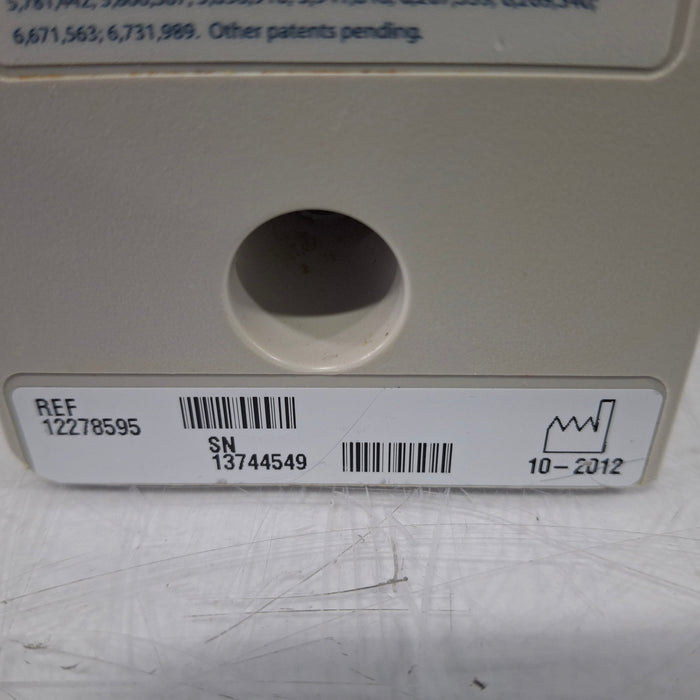 6,671,563; 6,731,989. Other patents pending.
REF
12278595
SN
13744549
10-2012